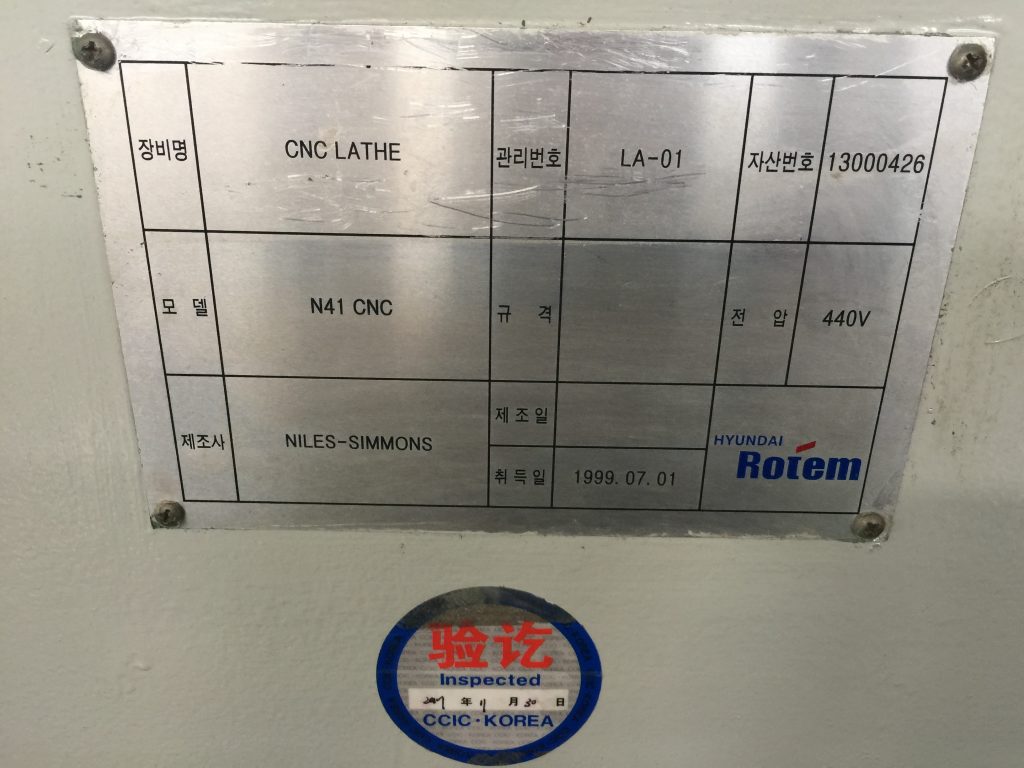 장비명 CNC LATHE 관리번호 LA-01 자산번호 13000426
모 델 N41 CNC 규 격 전 압 440V
제조사 NILES-SIMMONS 제조일
취득일 1999. 07. 01
HYUNDAI
Rotem
验讫
Inspected
年 11 月 30 日
CCIC·KOREA